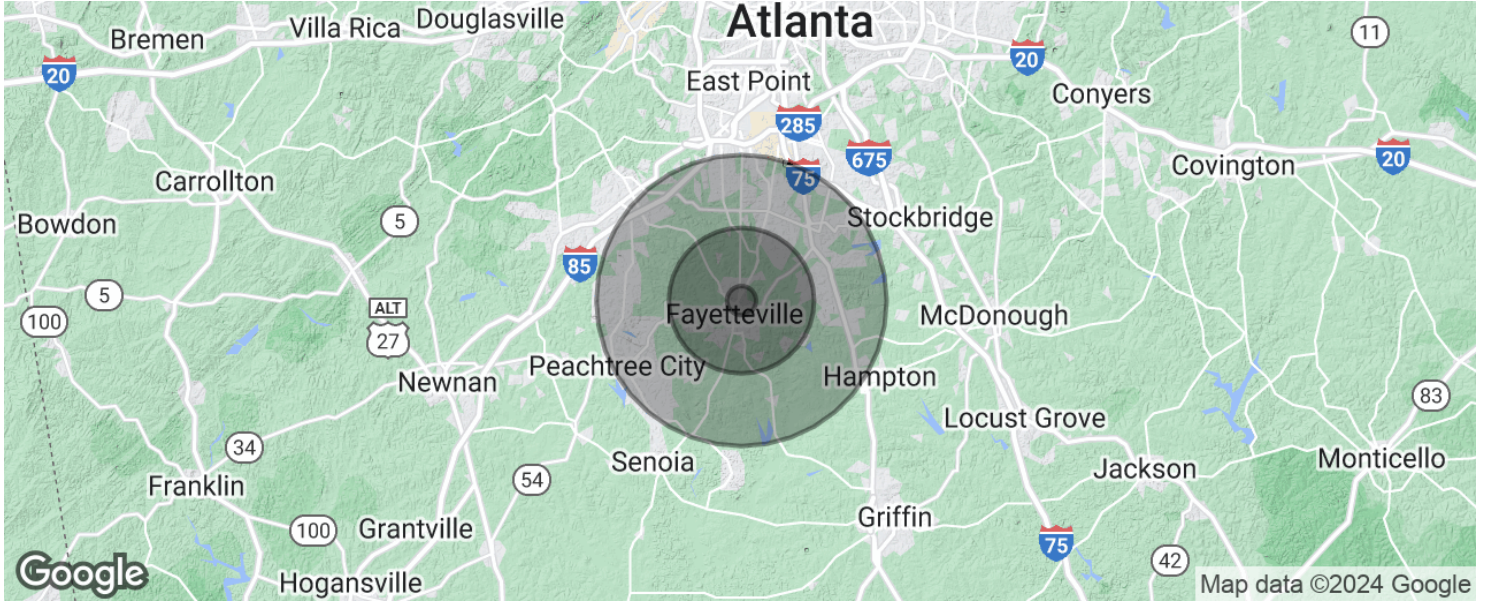 Atlanta
Douglasville
Villa Rica
Bremen
11
20
20
East Point
Conyers
285
675
20
Covington
75
Carrollton
5
Bowdon
Stockbridge
85
5
ALT
27
100
Fayetteville
McDonough
Peachtree City
Newnan
Hampton
83
Locust Grove
34
Senoia
Jackson
Monticello
54
Franklin
100
Grantville
Griffin
75
42
Google
Hogansville
Map data ©2024 Google